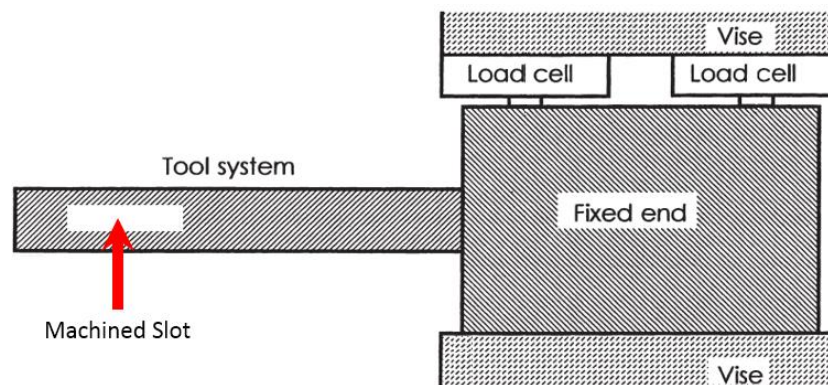 Vise
Load cell
Load cell
Tool system
Fixed end
Machined Slot
Vise